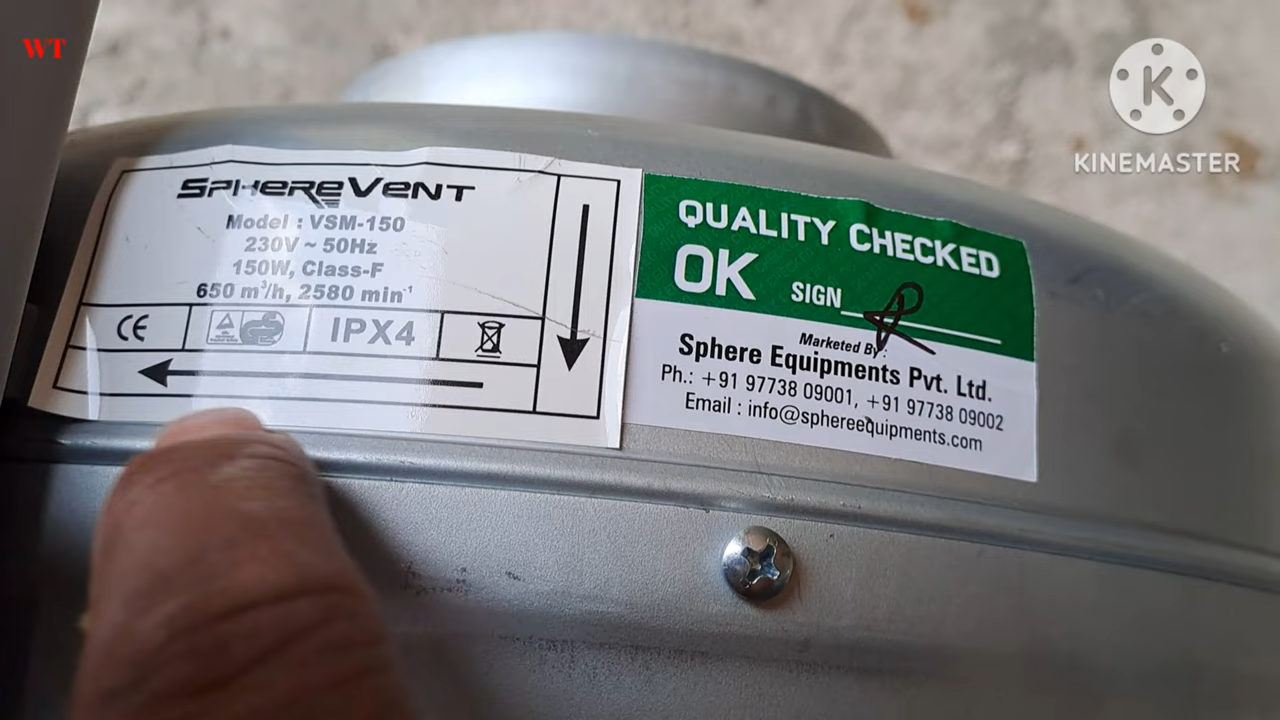 WT
K
KINEMASTER
SPHEREVENT
Model : VSM-150
230V ~ 50Hz
150W, Class-F
650 m³/h, 2580 min⁻¹
CE
IPX4
QUALITY CHECKED
OK SIGN
Marketed By:
Sphere Equipments Pvt. Ltd.
Ph.: +91 97738 09001, +91 97738 09002
Email : info@sphereequipments.com